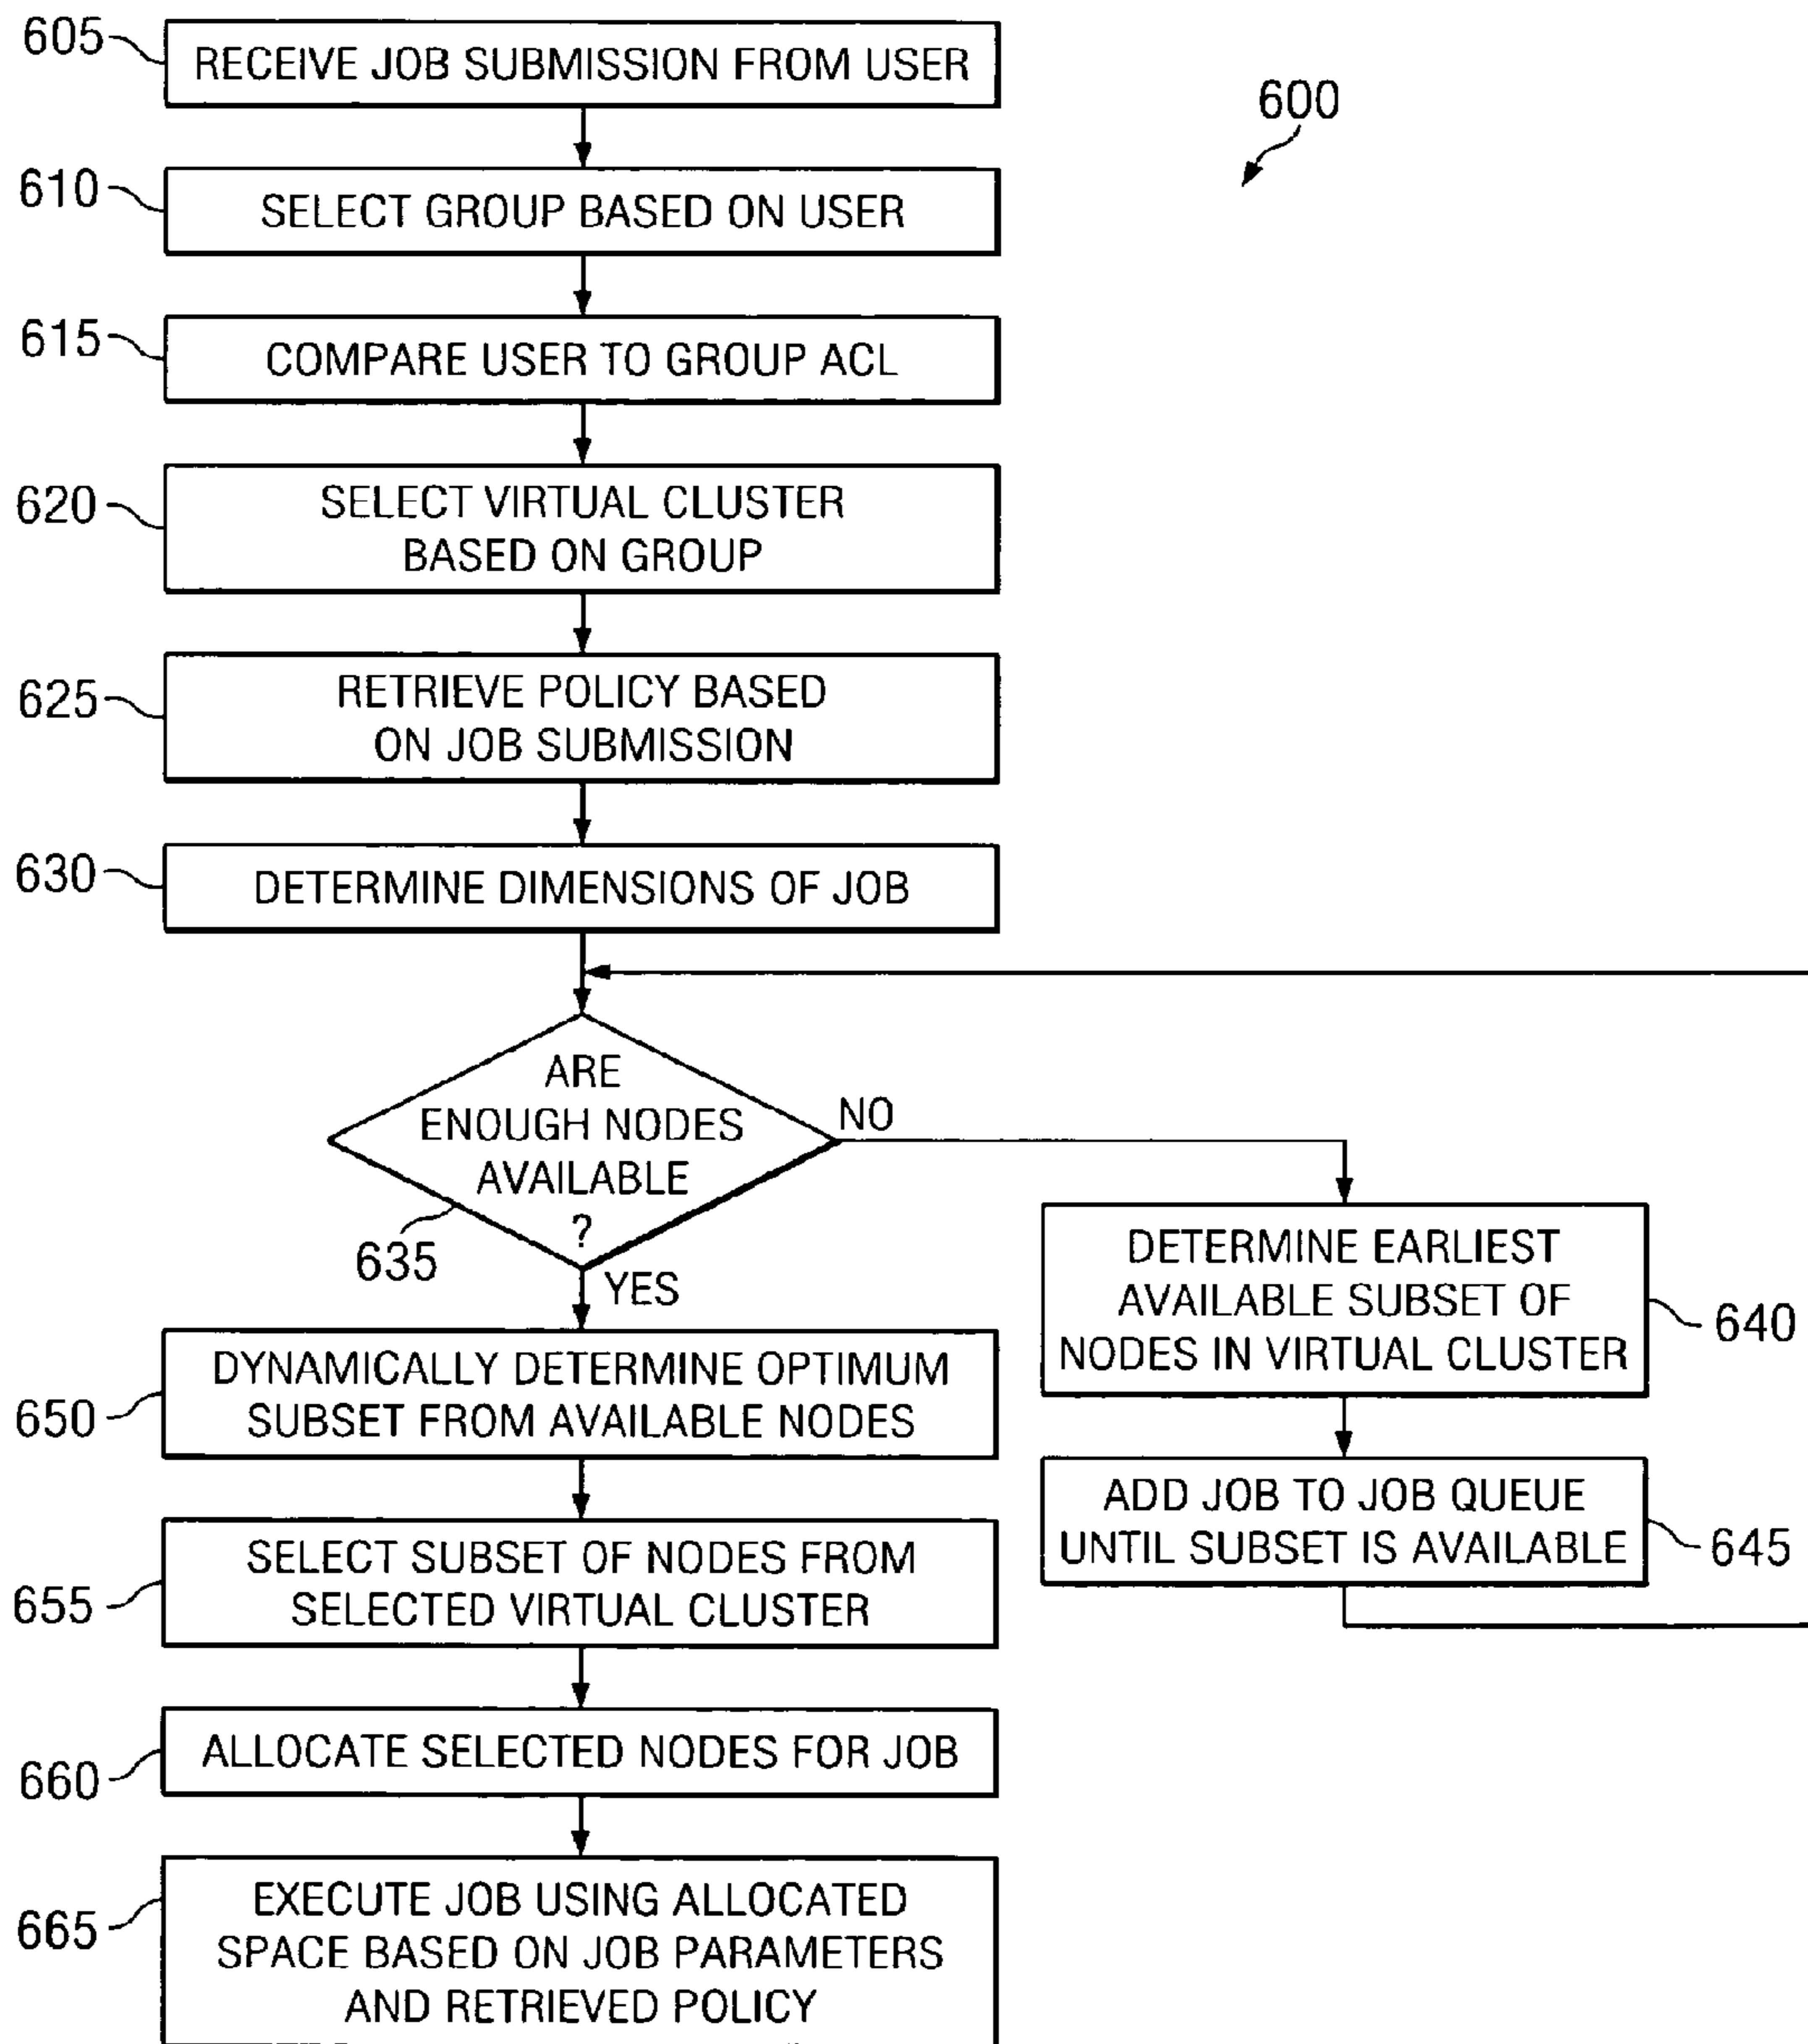 605
RECEIVE JOB SUBMISSION FROM USER
600
610
SELECT GROUP BASED ON USER
615
COMPARE USER TO GROUP ACL
620
SELECT VIRTUAL CLUSTER
BASED ON GROUP
625
RETRIEVE POLICY BASED
ON JOB SUBMISSION
630
DETERMINE DIMENSIONS OF JOB
ARE
ENOUGH NODES
AVAILABLE
?
635
NO
YES
DETERMINE EARLIEST
AVAILABLE SUBSET OF
NODES IN VIRTUAL CLUSTER
640
ADD JOB TO JOB QUEUE
UNTIL SUBSET IS AVAILABLE
645
650
DYNAMICALLY DETERMINE OPTIMUM
SUBSET FROM AVAILABLE NODES
655
SELECT SUBSET OF NODES FROM
SELECTED VIRTUAL CLUSTER
660
ALLOCATE SELECTED NODES FOR JOB
665
EXECUTE JOB USING ALLOCATED
SPACE BASED ON JOB PARAMETERS
AND RETRIEVED POLICY